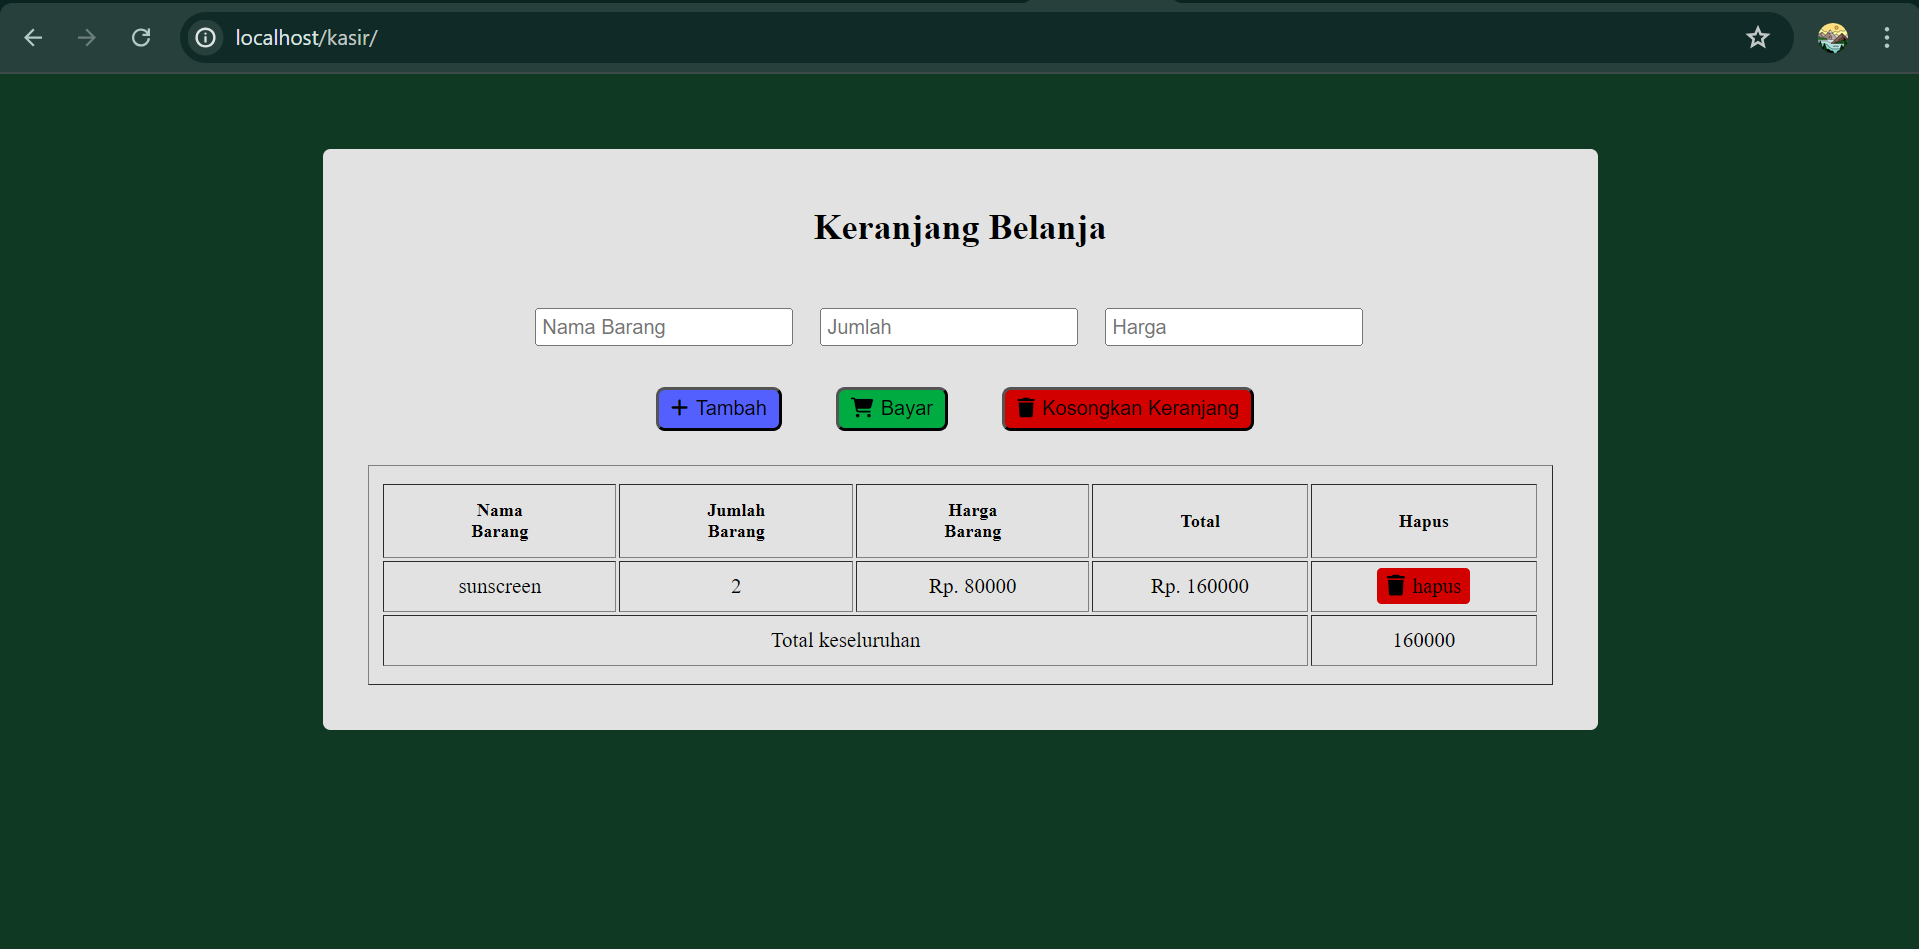 localhost/kasir/
Keranjang Belanja
Nama Barang Jumlah Harga
Tambah Bayar Kosongkan Keranjang
Nama Barang Jumlah Barang Harga Barang Total Hapus
sunscreen 2 Rp. 80000 Rp. 160000 hapus
Total keseluruhan 160000